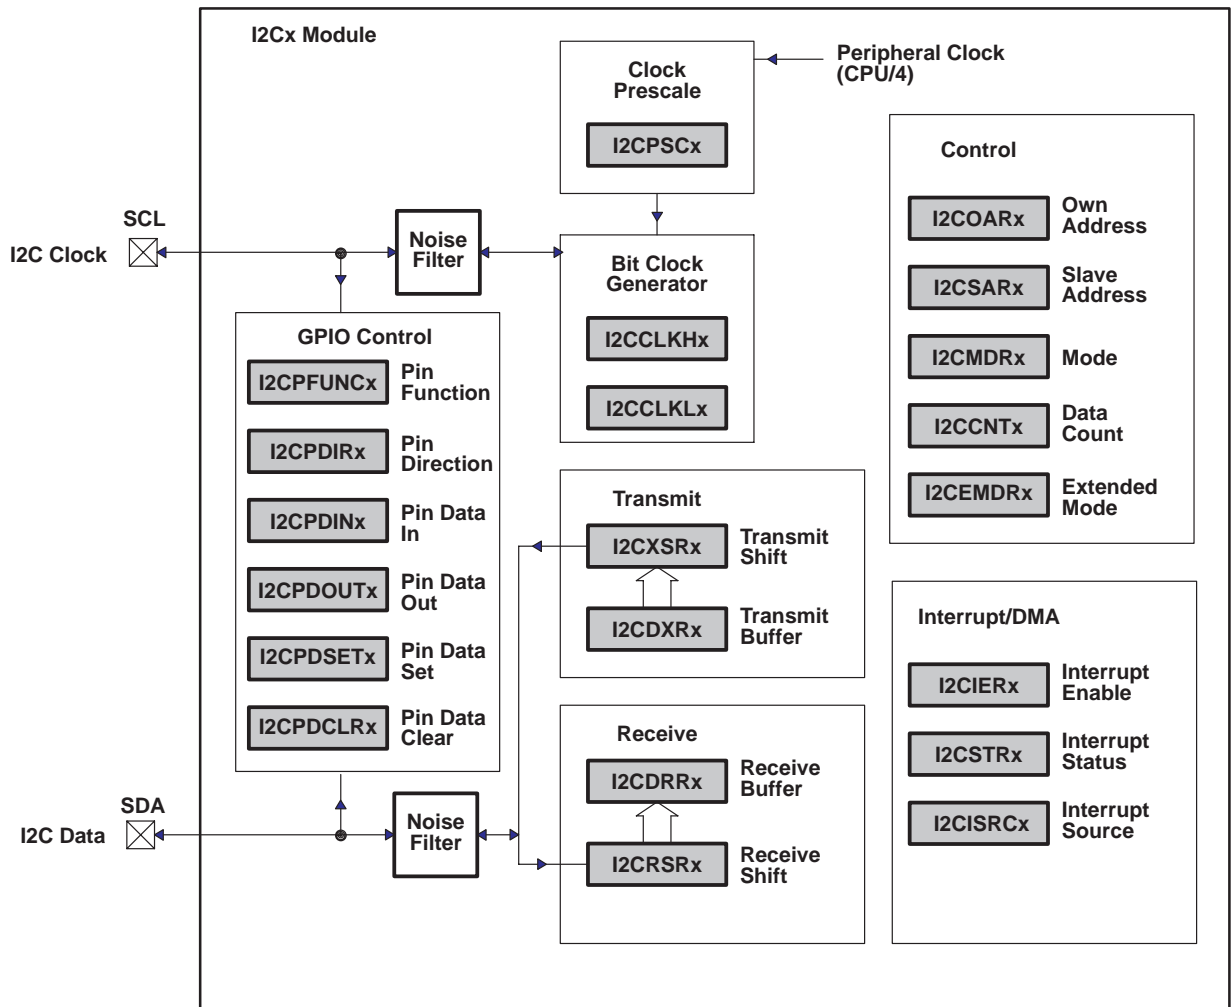 I2Cx Module
Peripheral Clock
(CPU/4)
Clock
Prescale
I2CPSCx
SCL
I2C Clock
Noise
Filter
Bit Clock
Generator
I2CCLKHx
I2CCLKLx
GPIO Control
I2CPFUNCx
Pin
Function
I2CPDIRx
Pin
Direction
I2CPDINx
Pin Data
In
I2CPDOUTx
Pin Data
Out
I2CPDSETx
Pin Data
Set
I2CPDCLRx
Pin Data
Clear
SDA
I2C Data
Noise
Filter
Transmit
I2CXSRx
Transmit
Shift
I2CDXRx
Transmit
Buffer
Receive
I2CDRRx
Receive
Buffer
I2CRSRx
Receive
Shift
Control
I2COARx
Own
Address
I2CSARx
Slave
Address
I2CMDRx
Mode
I2CCNTx
Data
Count
I2CEMDRx
Extended
Mode
Interrupt/DMA
I2CIERx
Interrupt
Enable
I2CSTRx
Interrupt
Status
I2CISRCx
Interrupt
Source